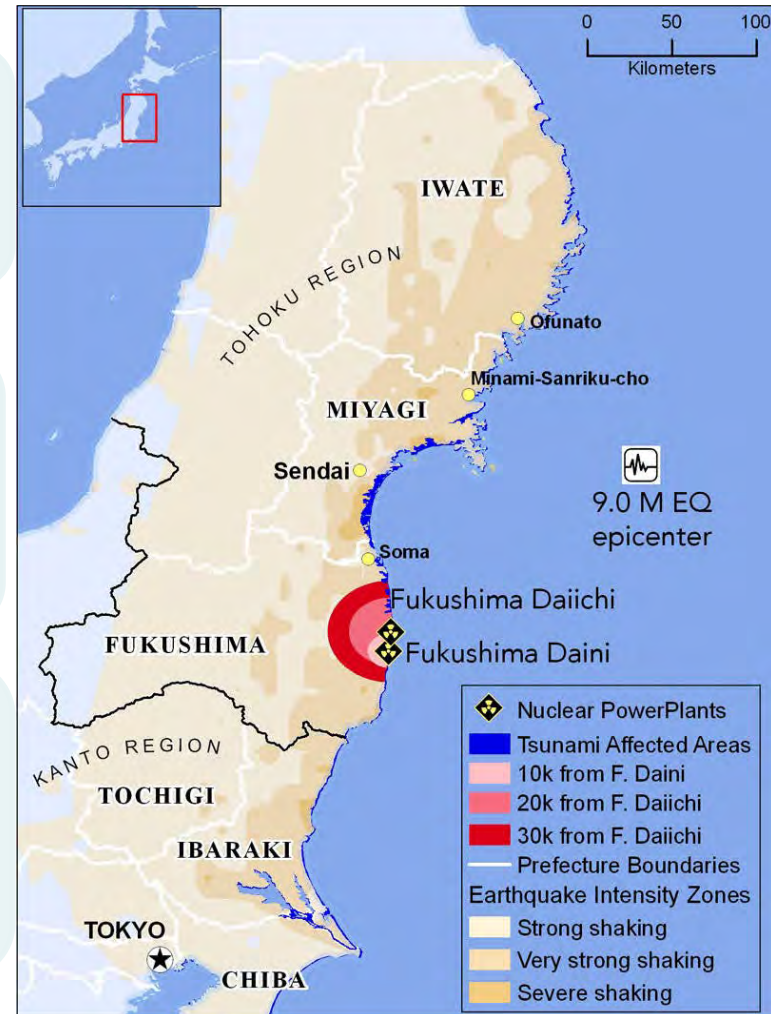 0 50 100
Kilometers
IWATE
TOHOKU REGION
Ofunato
Minami-Sanriku-cho
MIYAGI
Sendai
9.0 M EQ
epicenter
Soma
Fukushima Daiichi
FUKUSHIMA
Fukushima Daini
KANTO REGION
TOCHIGI
IBARAKI
TOKYO
CHIBA
Nuclear PowerPlants
Tsunami Affected Areas
10k from F. Daini
20k from F. Daiichi
30k from F. Daiichi
Prefecture Boundaries
Earthquake Intensity Zones
Strong shaking
Very strong shaking
Severe shaking